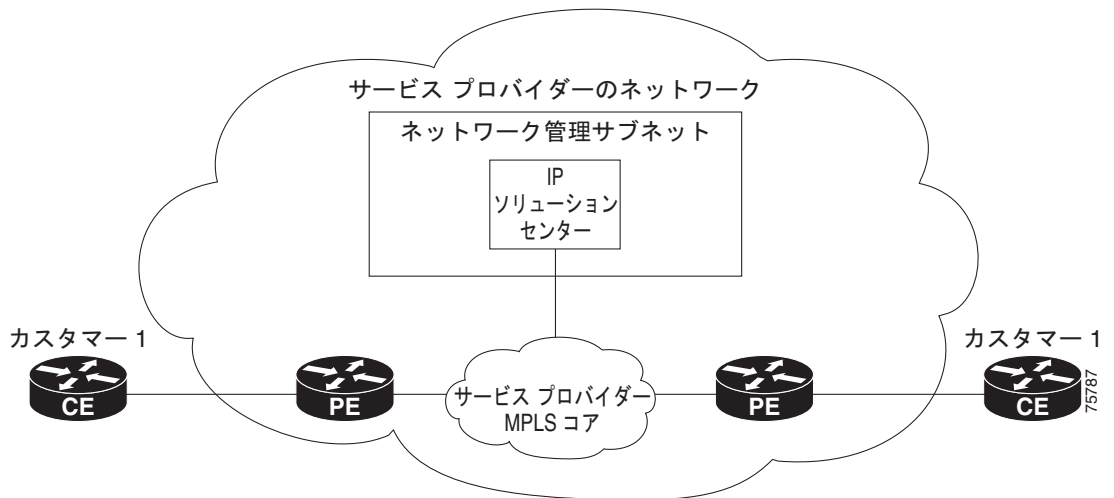 サービス プロバイダーのネットワーク
ネットワーク管理サブネット
IP
ソリューション
センター
カスタマー 1
カスタマー 1
CE
PE
サービス プロバイダー
MPLS コア
PE
CE
75787